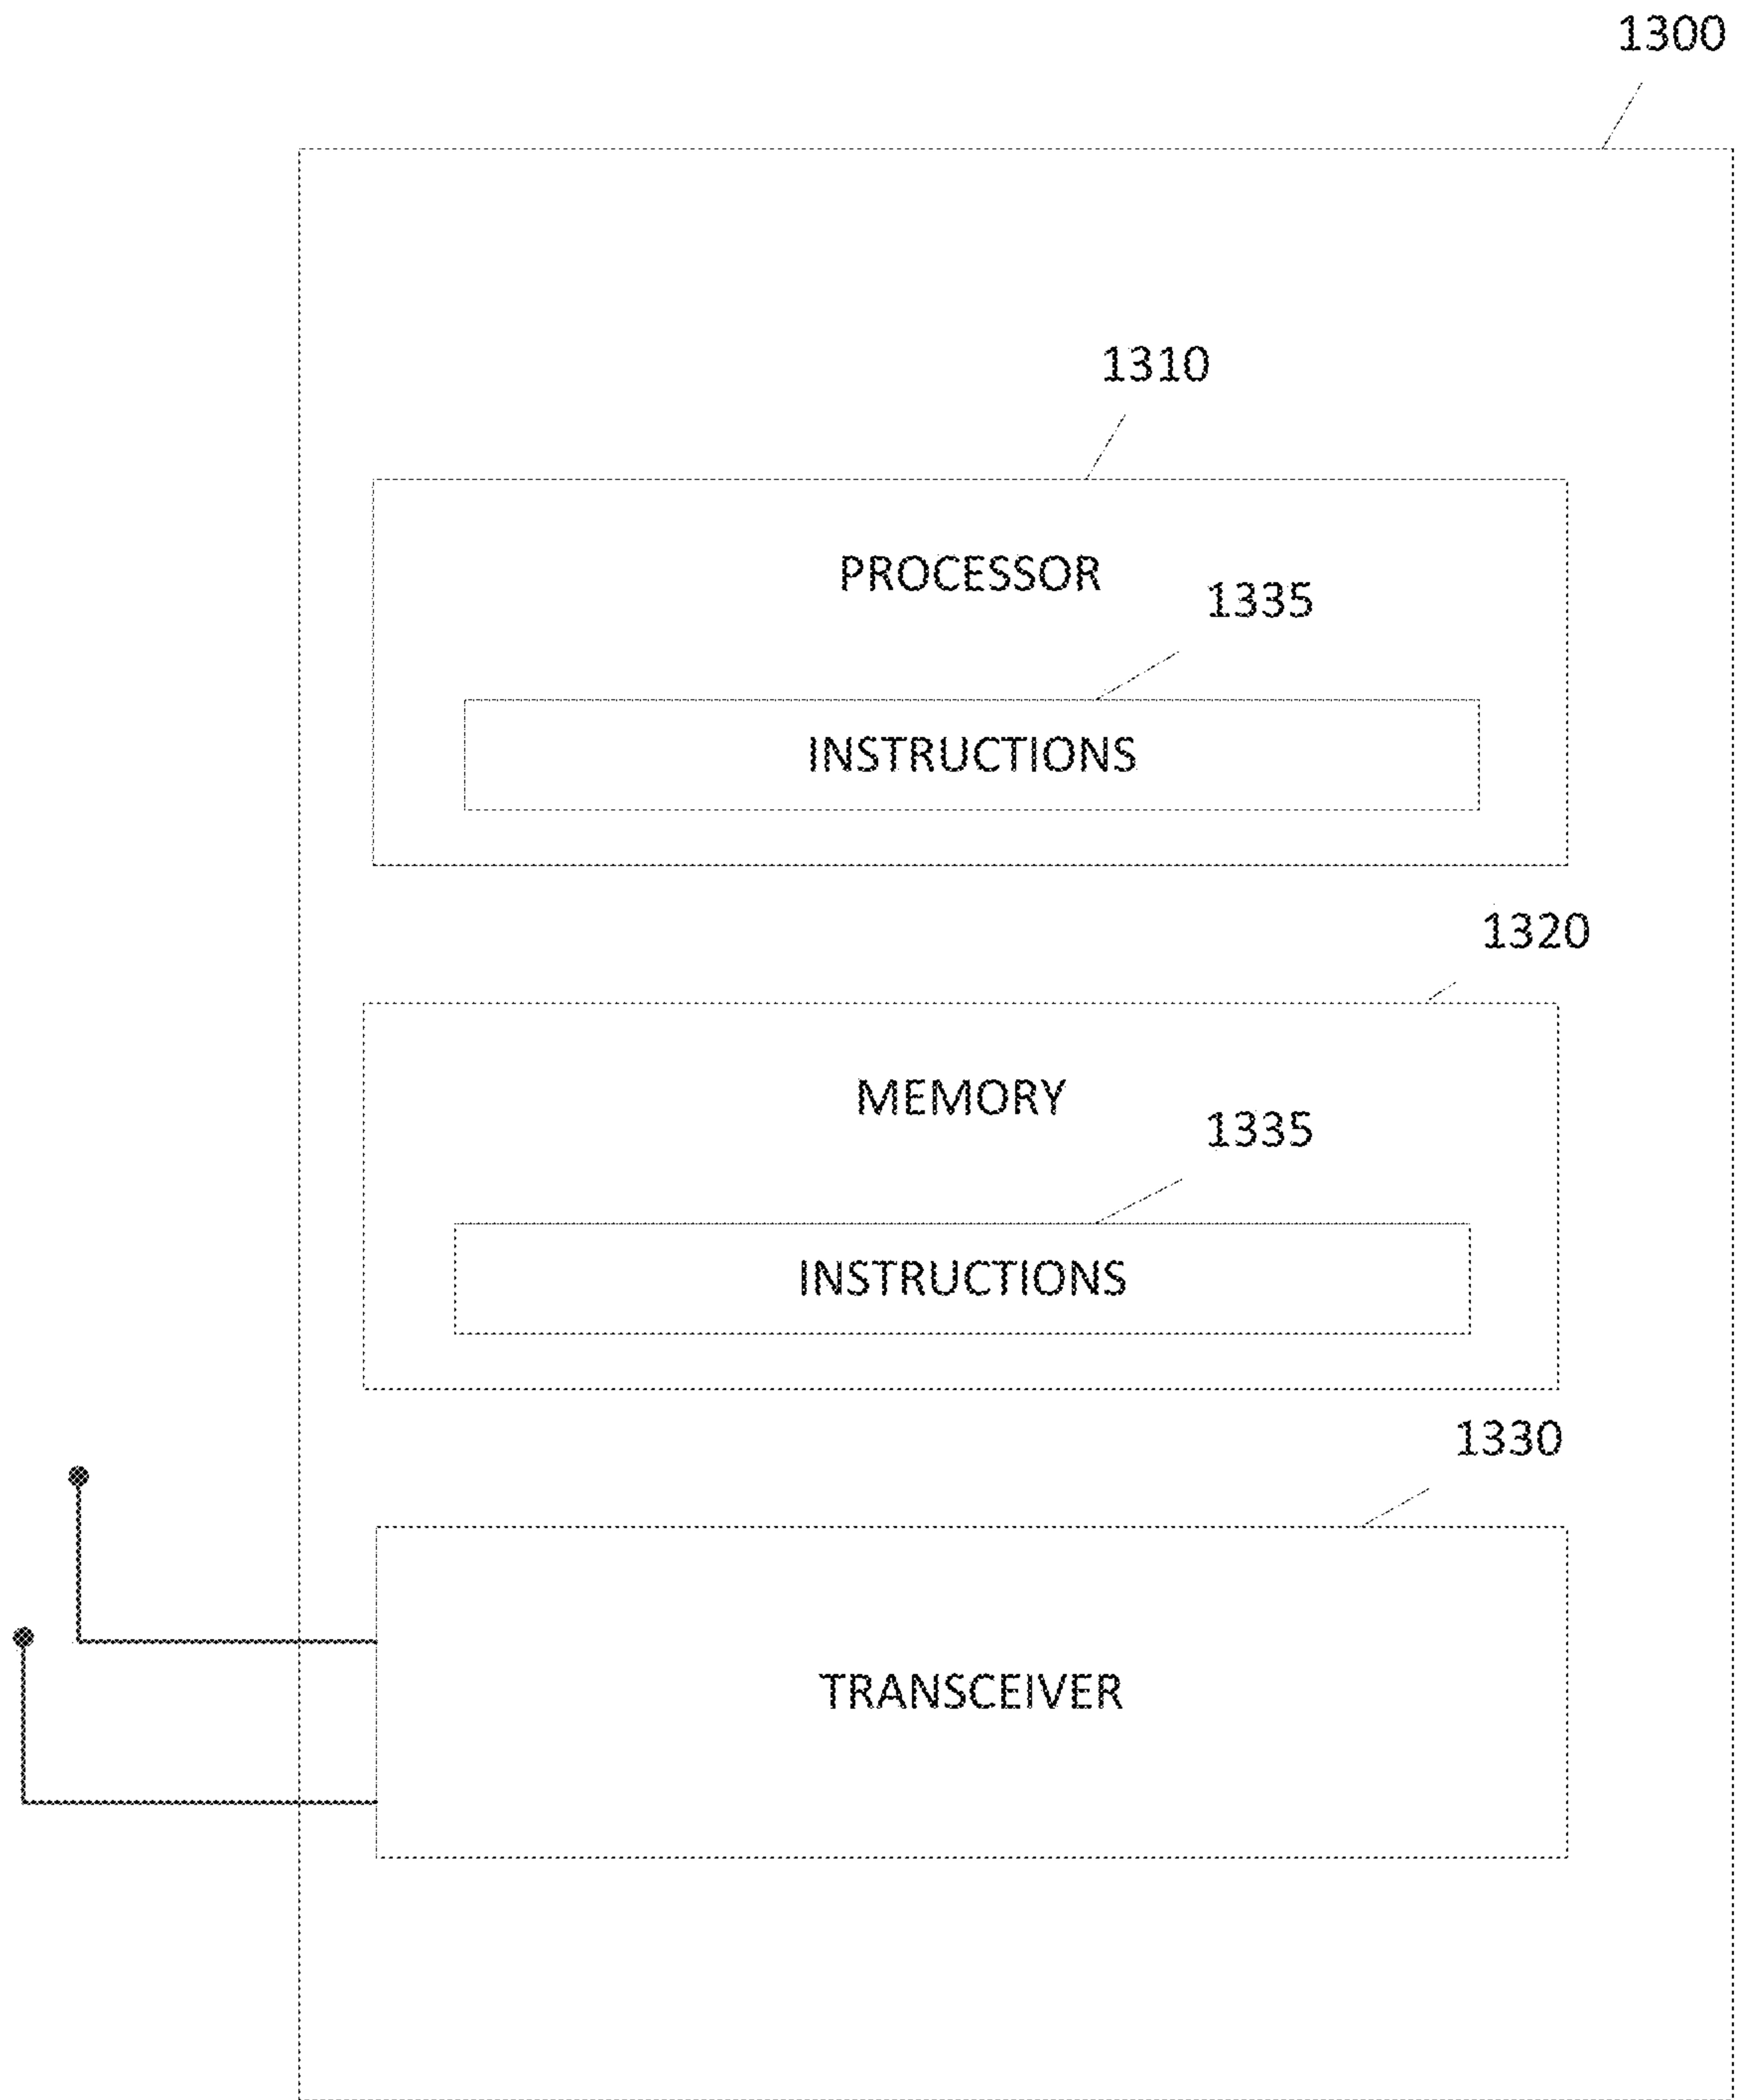 1300
1310
PROCESSOR
1335
INSTRUCTIONS
1320
MEMORY
1335
INSTRUCTIONS
1330
TRANSCEIVER